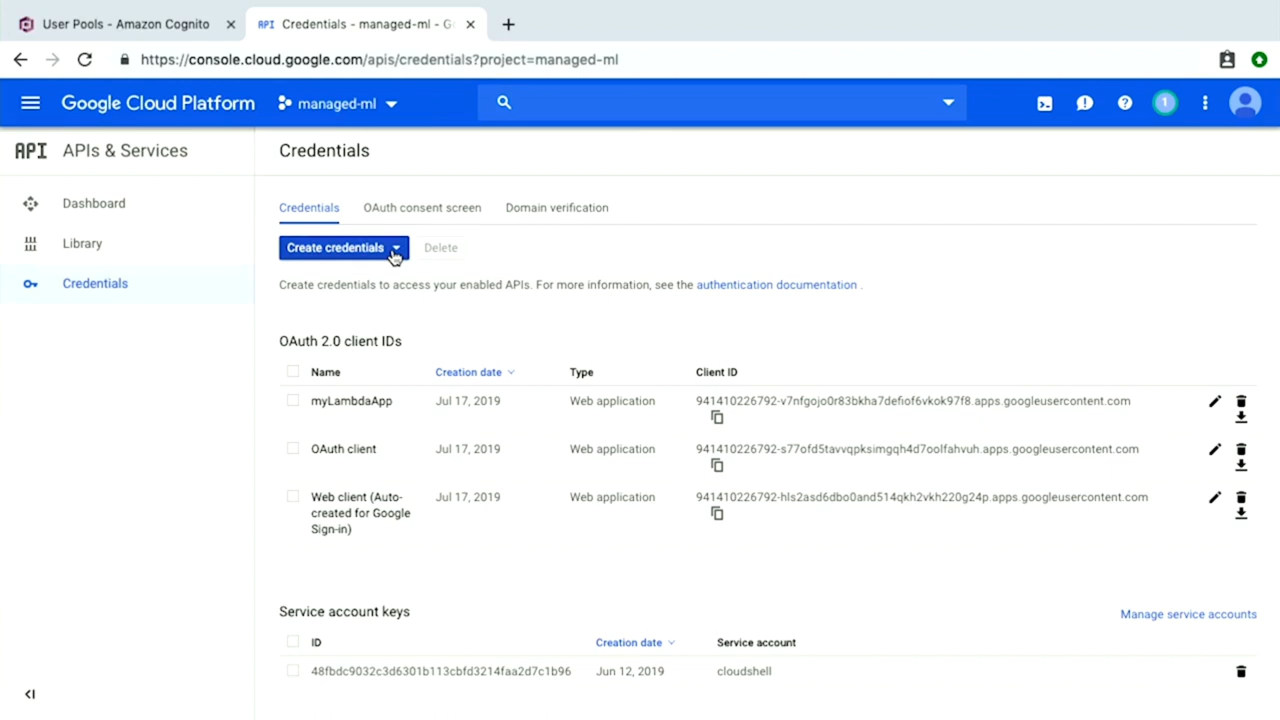 User Pools - Amazon Cognito
API Credentials - managed-ml - G
https://console.cloud.google.com/apis/credentials?project=managed-ml
Google Cloud Platform
managed-ml
1
API APIs & Services
Credentials
Dashboard
Library
Credentials
Credentials OAuth consent screen Domain verification
Create credentials Delete
Create credentials to access your enabled APIs. For more information, see the authentication documentation .
OAuth 2.0 client IDs
Name Creation date Type Client ID
myLambdaApp Jul 17, 2019 Web application 941410226792-v7nfgojo0r83bkha7defiof6vkok97f8.apps.googleusercontent.com
OAuth client Jul 17, 2019 Web application 941410226792-s77ofd5tavvqpksimgqh4d7oolfahvuh.apps.googleusercontent.com
Web client (Auto- Jul 17, 2019 Web application 941410226792-hls2asd6dbo0and514qkh2vkh220g24p.apps.googleusercontent.com
created for Google
Sign-in)
Service account keys
Manage service accounts
ID Creation date Service account
48fbdc9032c3d6301b113cbfd3214faa2d7c1b96 Jun 12, 2019 cloudshell